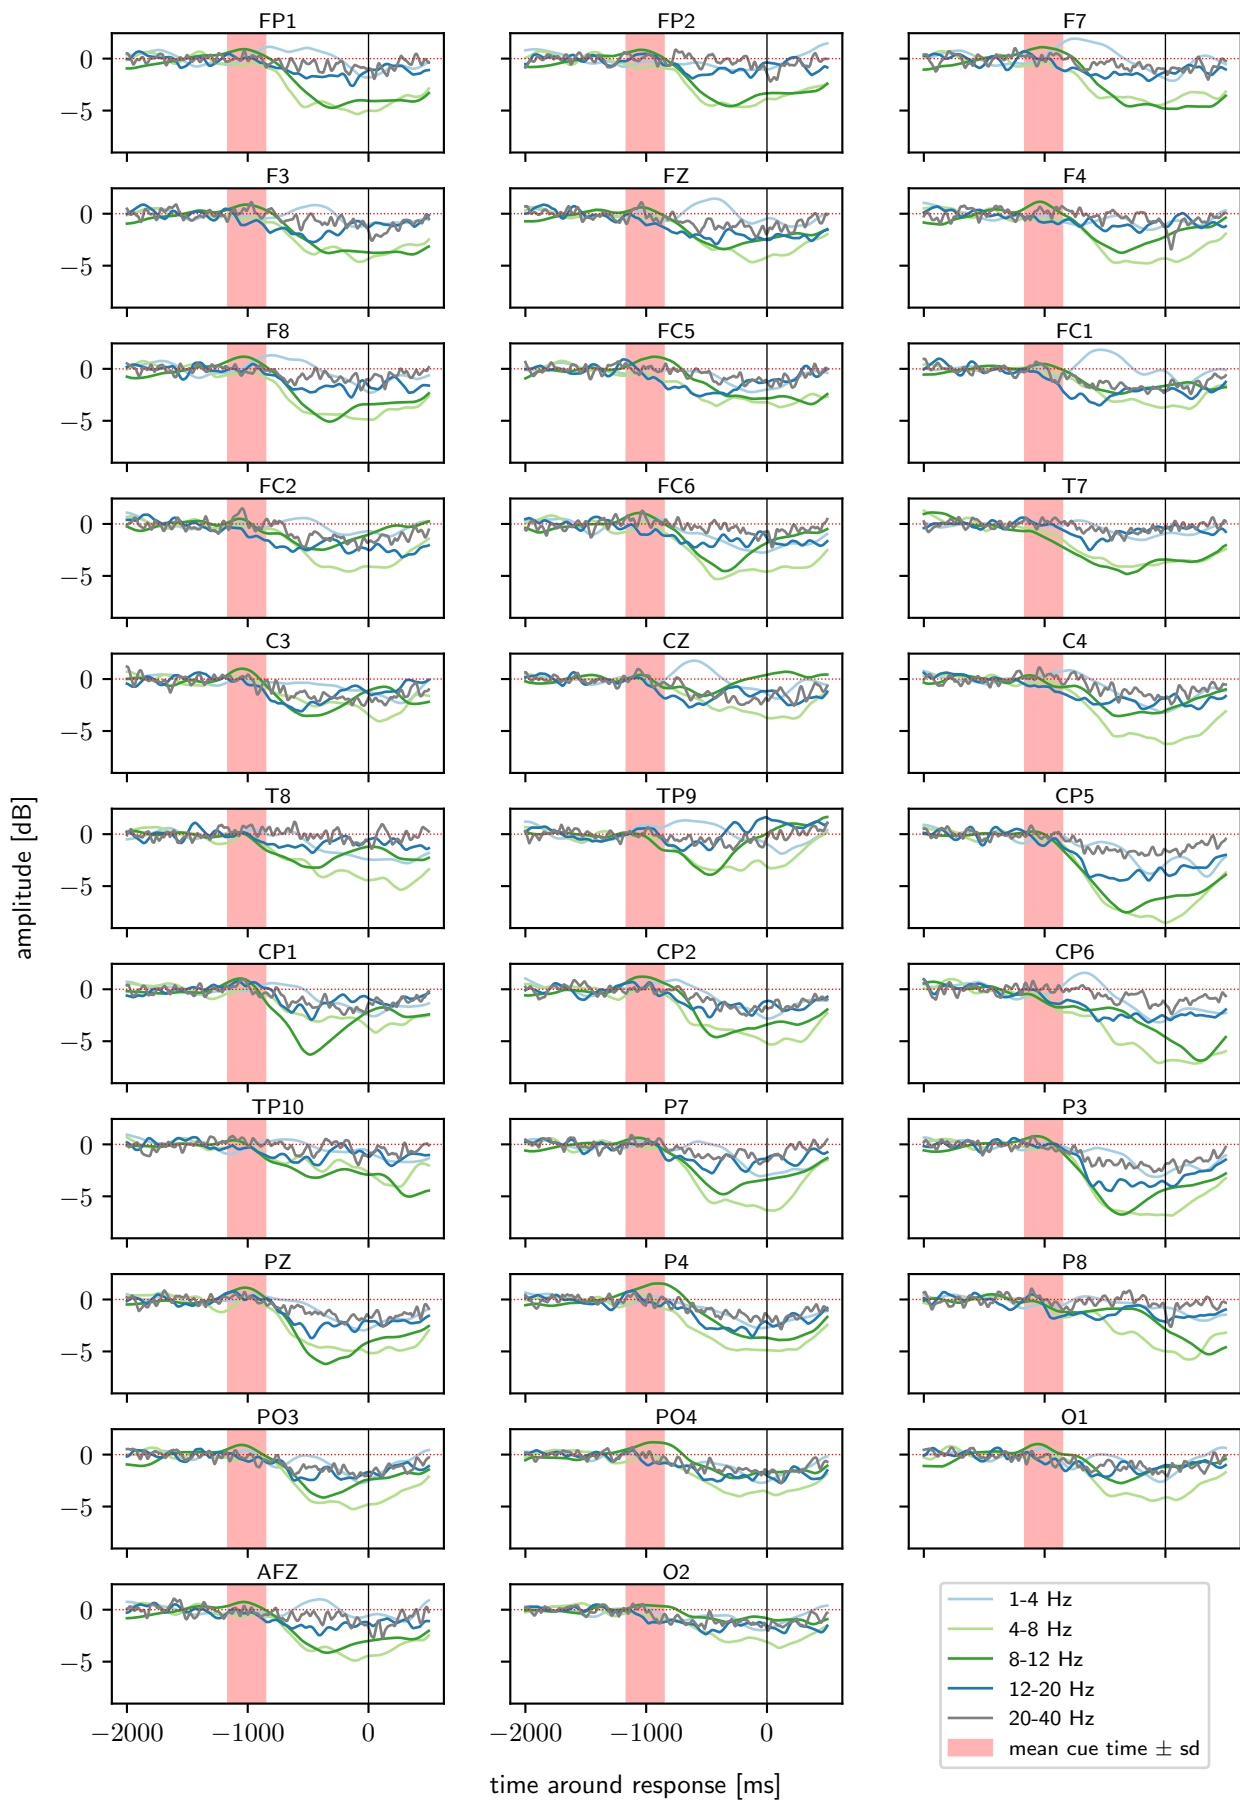 FP1 FP2 F7
0
−5
F3 FZ F4
0
−5
F8 FC5 FC1
0
−5
FC2 FC6 T7
0
−5
C3 CZ C4
0
−5
T8 TP9 CP5
0
−5
CP1 CP2 CP6
0
−5
TP10 P7 P3
0
−5
PZ P4 P8
0
−5
PO3 PO4 O1
0
−5
AFZ O2
0
−5
−2000 −1000 0 −2000 −1000 0
amplitude [dB]
time around response [ms]
1-4 Hz
4-8 Hz
8-12 Hz
12-20 Hz
20-40 Hz
mean cue time ± sd